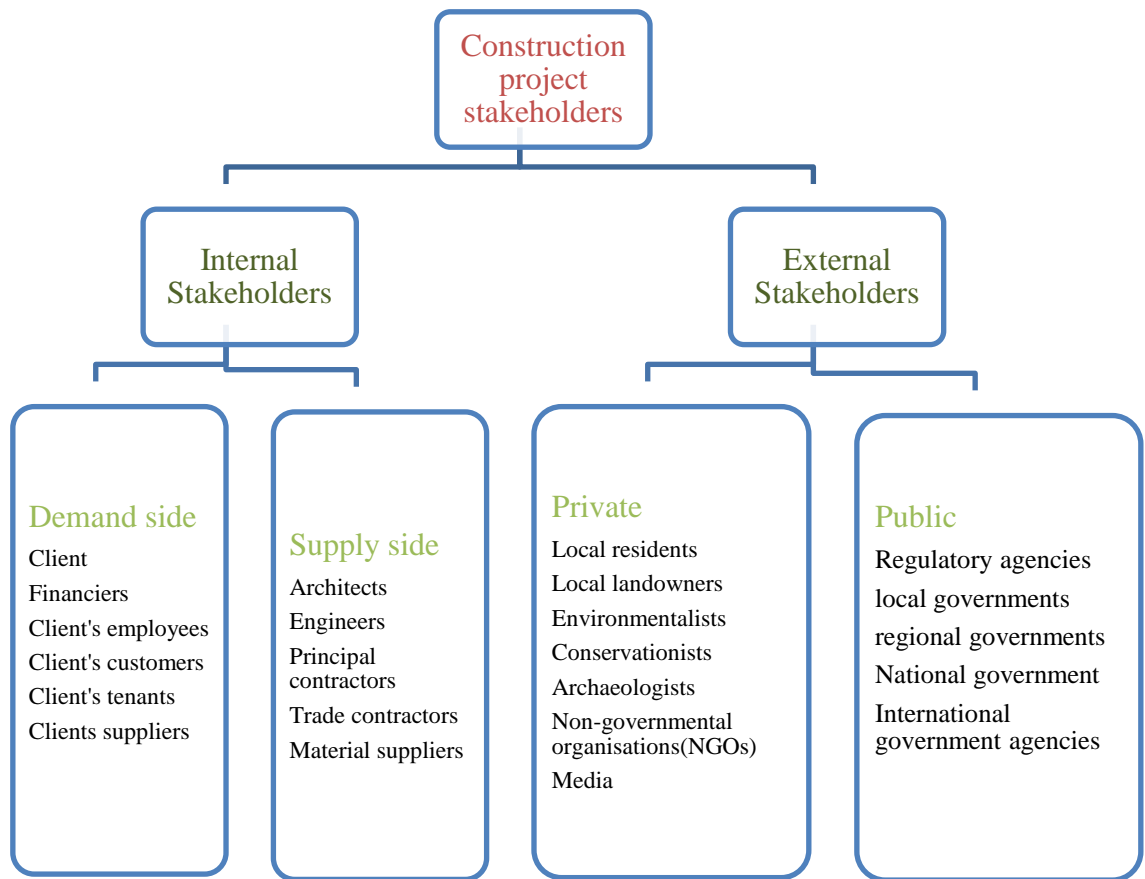 Construction
project
stakeholders
Internal
Stakeholders
External
Stakeholders
Demand side
Client
Financiers
Client's employees
Client's customers
Client's tenants
Clients suppliers
Supply side
Architects
Engineers
Principal
contractors
Trade contractors
Material suppliers
Private
Local residents
Local landowners
Environmentalists
Conservationists
Archaeologists
Non-governmental
organisations(NGOs)
Media
Public
Regulatory agencies
local governments
regional governments
National government
International
government agencies